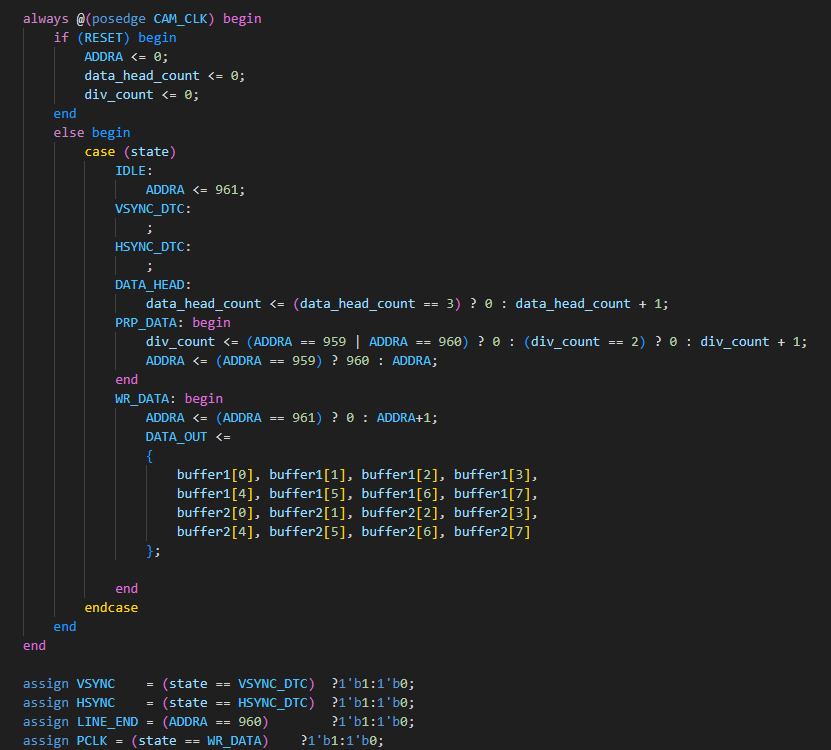 always @(posedge CAM_CLK) begin
if (RESET) begin
ADDRA <= 0;
data_head_count <= 0;
div_count <= 0;
end
else begin
case (state)
IDLE:
ADDRA <= 961;
VSYNC_DTC:
;
HSYNC_DTC:
;
DATA_HEAD:
data_head_count <= (data_head_count == 3) ? 0 : data_head_count + 1;
PRP_DATA: begin
div_count <= (ADDRA == 959 | ADDRA == 960) ? 0 : (div_count == 2) ? 0 : div_count + 1;
ADDRA <= (ADDRA == 959) ? 960 : ADDRA;
end
WR_DATA: begin
ADDRA <= (ADDRA == 961) ? 0 : ADDRA+1;
DATA_OUT <=
{
buffer1[0], buffer1[1], buffer1[2], buffer1[3],
buffer1[4], buffer1[5], buffer1[6], buffer1[7],
buffer2[0], buffer2[1], buffer2[2], buffer2[3],
buffer2[4], buffer2[5], buffer2[6], buffer2[7]
};
end
endcase
end
end
assign VSYNC    = (state == VSYNC_DTC)  ?1'b1:1'b0;
assign HSYNC    = (state == HSYNC_DTC)  ?1'b1:1'b0;
assign LINE_END = (ADDRA == 960)        ?1'b1:1'b0;
assign PCLK = (state == WR_DATA)    ?1'b1:1'b0;